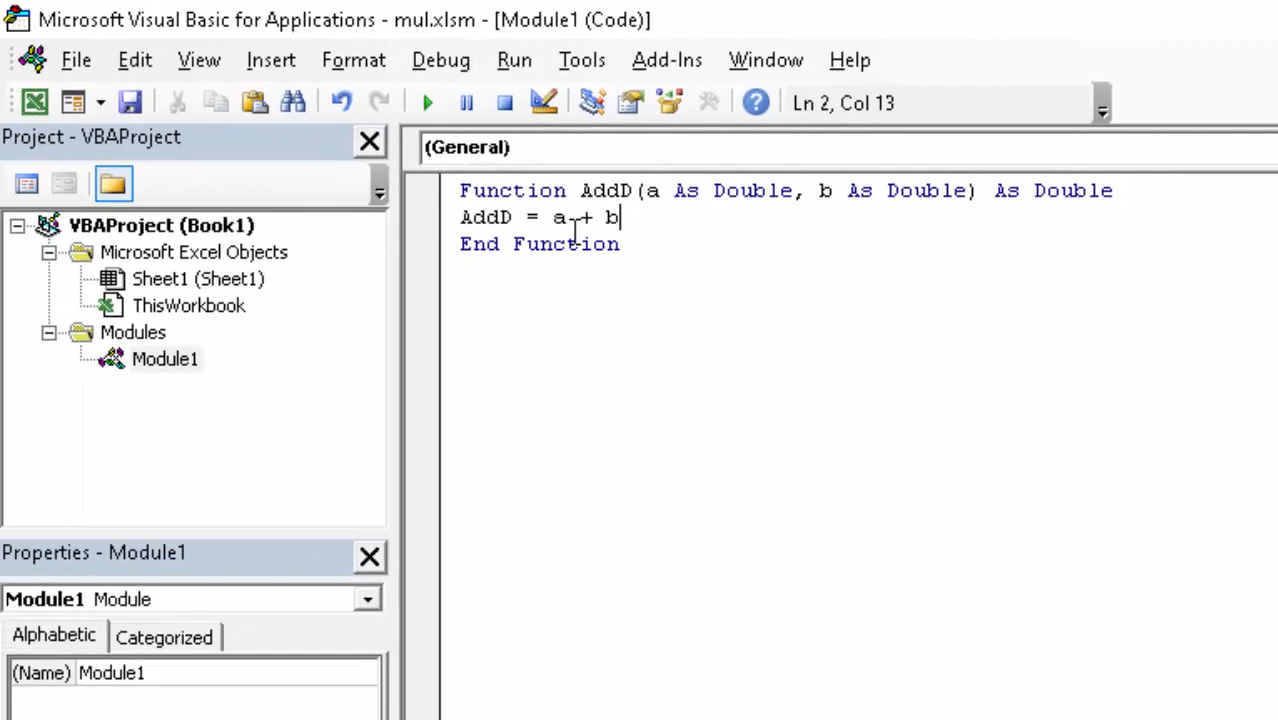 Microsoft Visual Basic for Applications - mul.xlsm - [Module1 (Code)]
File Edit View Insert Format Debug Run Tools Add-Ins Window Help
Ln 2, Col 13
Project - VBAProject
(General)
Function AddD(a As Double, b As Double) As Double
AddD = a + b
End Function
VBAProject (Book1)
Microsoft Excel Objects
Sheet1 (Sheet1)
ThisWorkbook
Modules
Module1
Properties - Module1
Module1 Module
Alphabetic Categorized
(Name) Module1